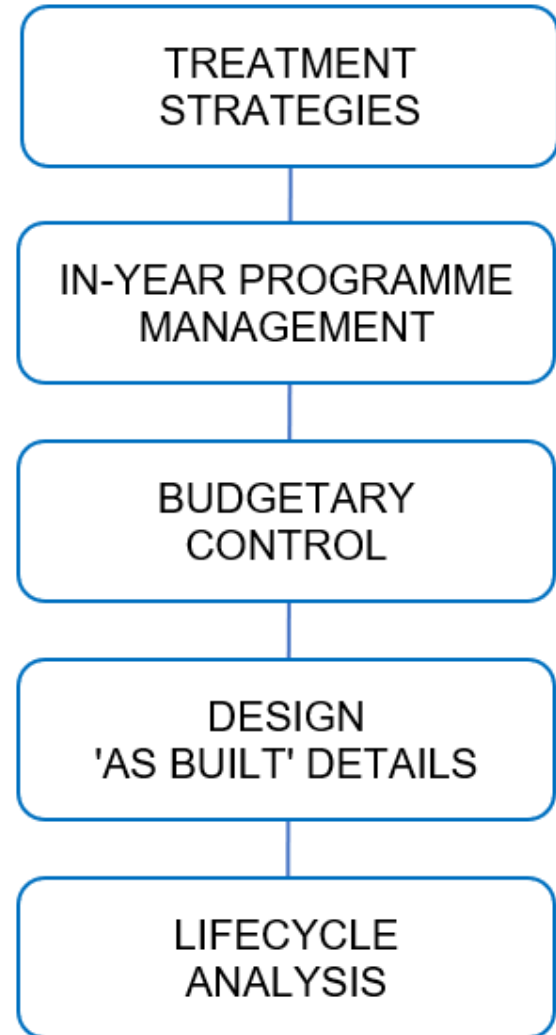 TREATMENT
STRATEGIES
IN-YEAR PROGRAMME
MANAGEMENT
BUDGETARY
CONTROL
DESIGN
'AS BUILT' DETAILS
LIFECYCLE
ANALYSIS